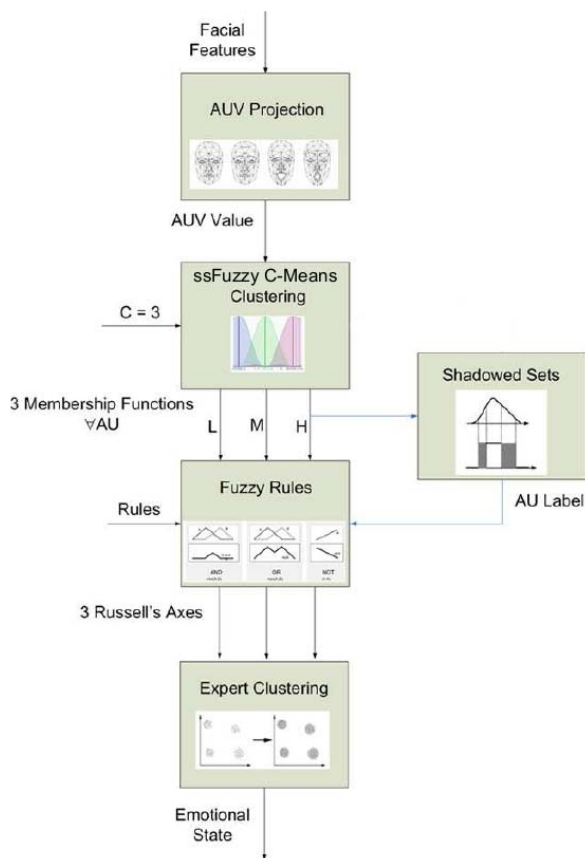 Facial
Features
AUV Projection
AUV Value
ssFuzzy C-Means
Clustering
C = 3
3 Membership Functions
∀AU
L
M
H
Shadowed Sets
AU Label
Fuzzy Rules
Rules
AND
OR
NOT
3 Russell's Axes
Expert Clustering
Emotional
State